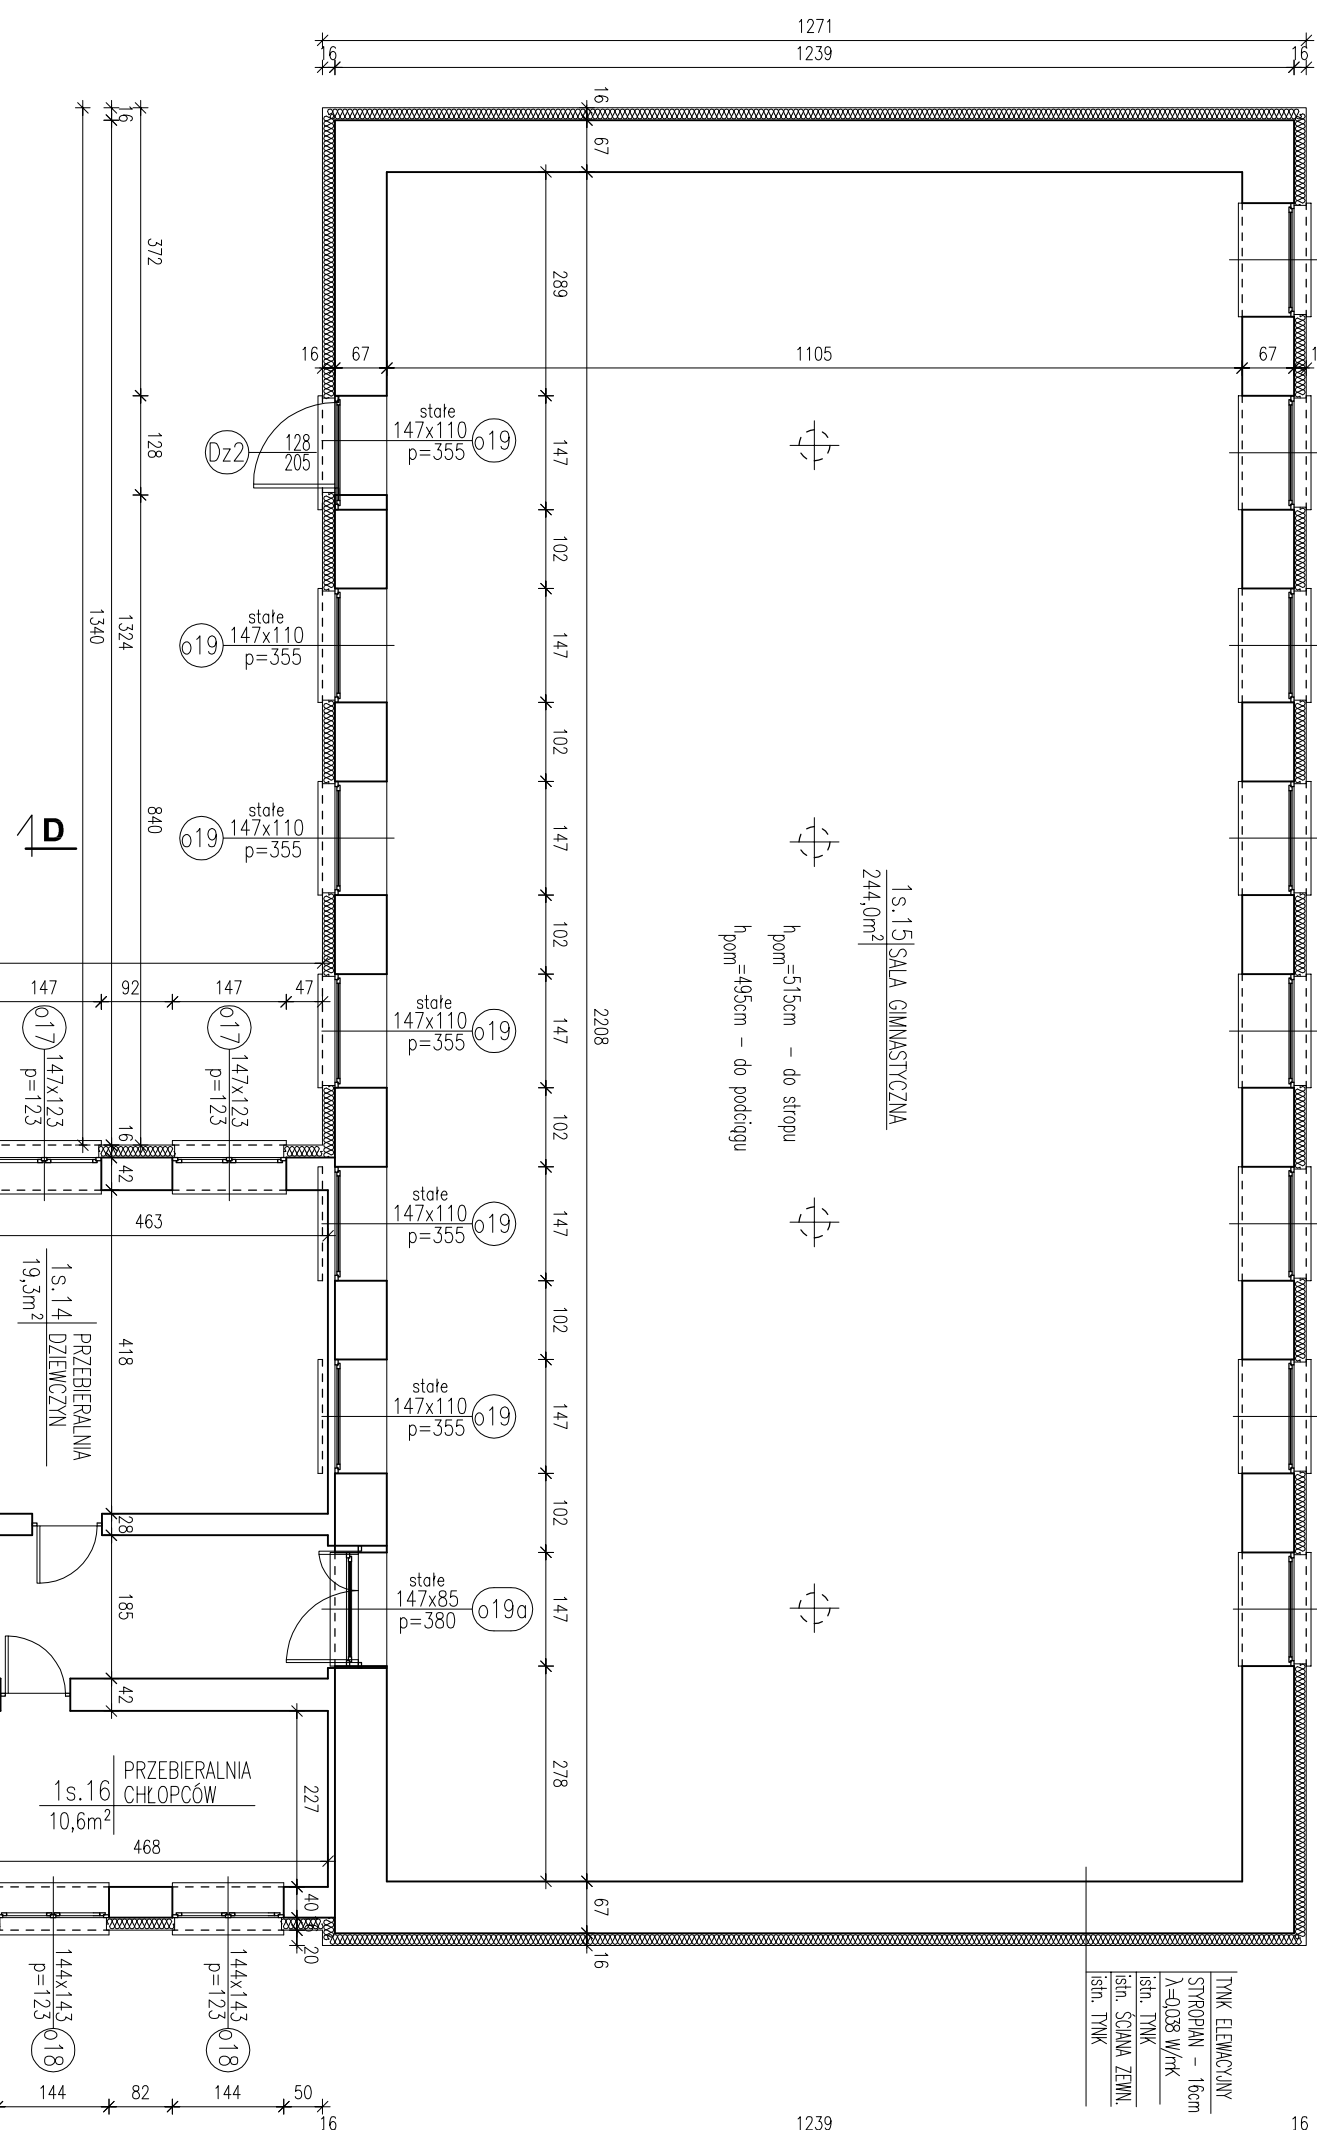 1271
16
1239
16
16
67
16
372
289
16
67
1105
67
1
128
Dz2
128
205
stałe
147x110
p=355
o19
147
102
1340
1324
o19
stałe
147x110
p=355
147
102
D
840
o19
stałe
147x110
p=355
147
1s.15
SALA GIMNASTYCZNA
244,0m²
hpom=515cm - do stropu
hpom=495cm - do podciągu
102
147
92
147
47
o17
147x123
p=123
o17
147x123
p=123
stałe
147x110
p=355
o19
147
2208
16
42
102
463
stałe
147x110
p=355
o19
147
1s.14
PRZEBIERALNIA
DZIEWCZYN
19,3m²
418
102
stałe
147x110
p=355
o19
147
28
102
185
stałe
147x85
p=380
o19a
147
42
1s.16
PRZEBIERALNIA
CHŁOPCÓW
10,6m²
227
278
468
40
20
67
16
144x143
p=123
o18
144x143
p=123
o18
TYNK ELEWACYJNY
STYROPIAN - 16cm
λ=0,038 W/mK
istn. TYNK
istn. ŚCIANA ZEWN.
istn. TYNK
144
82
144
50
16
1239
16